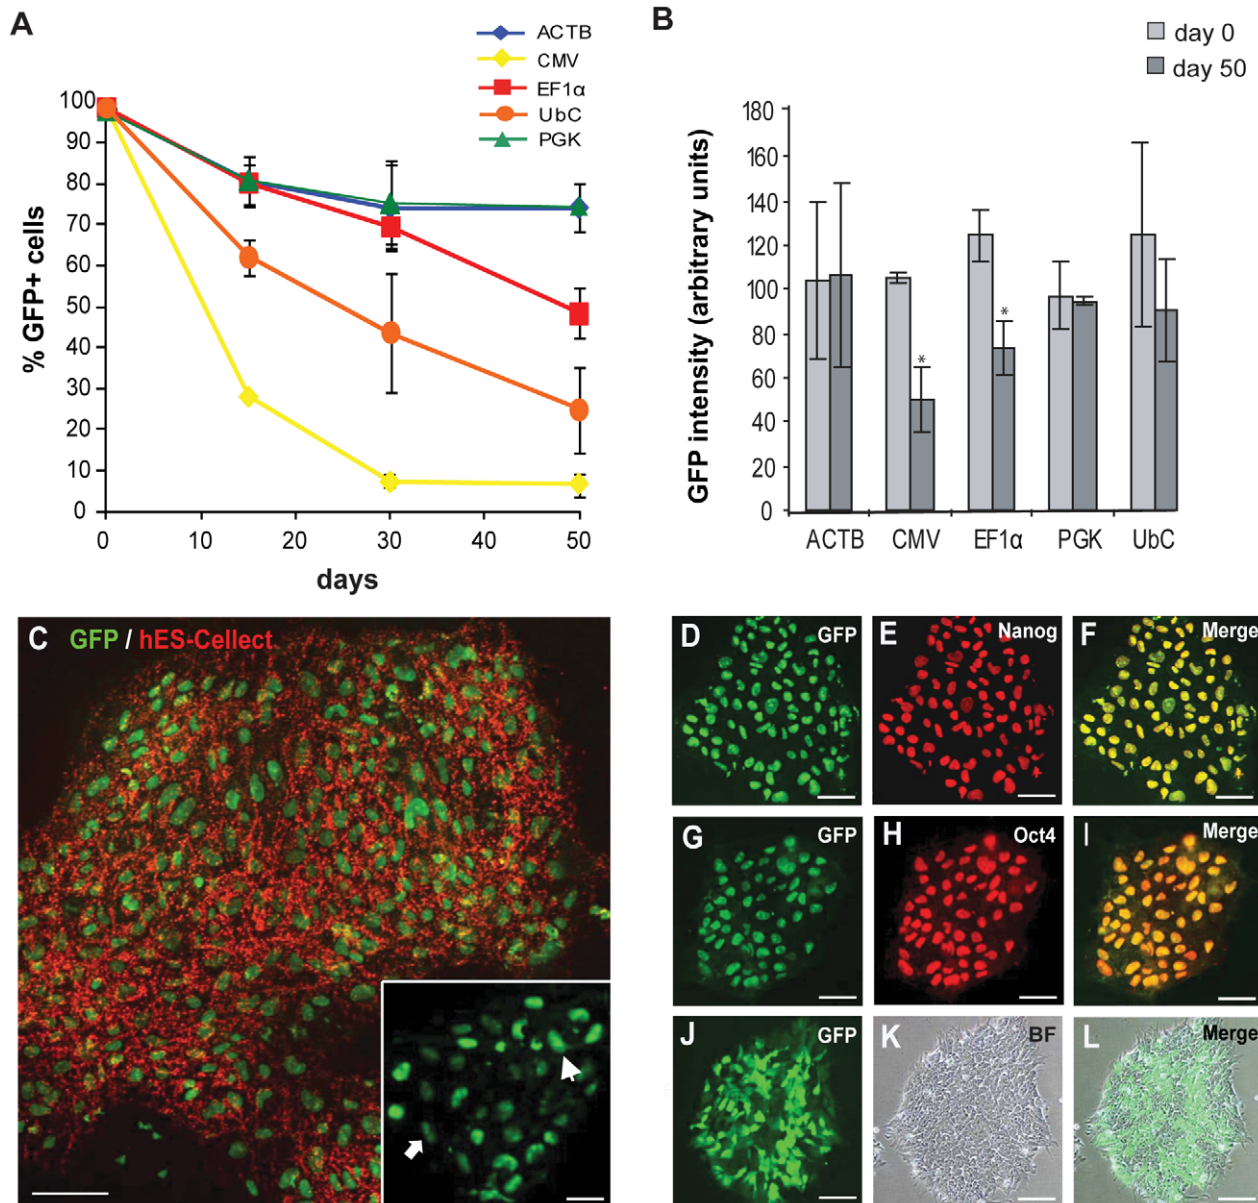 A
ACTB
CMV
EF1α
UbC
PGK
100
90
80
70
60
50
40
30
20
10
0
% GFP+ cells
0 10 20 30 40 50
days
B
day 0
day 50
180
160
140
120
100
80
60
40
20
0
GFP intensity (arbitrary units)
*
*
ACTB CMV EF1α PGK UbC
C GFP / hES-Cellect
D GFP
E Nanog
F Merge
G GFP
H Oct4
I Merge
J GFP
K BF
L Merge